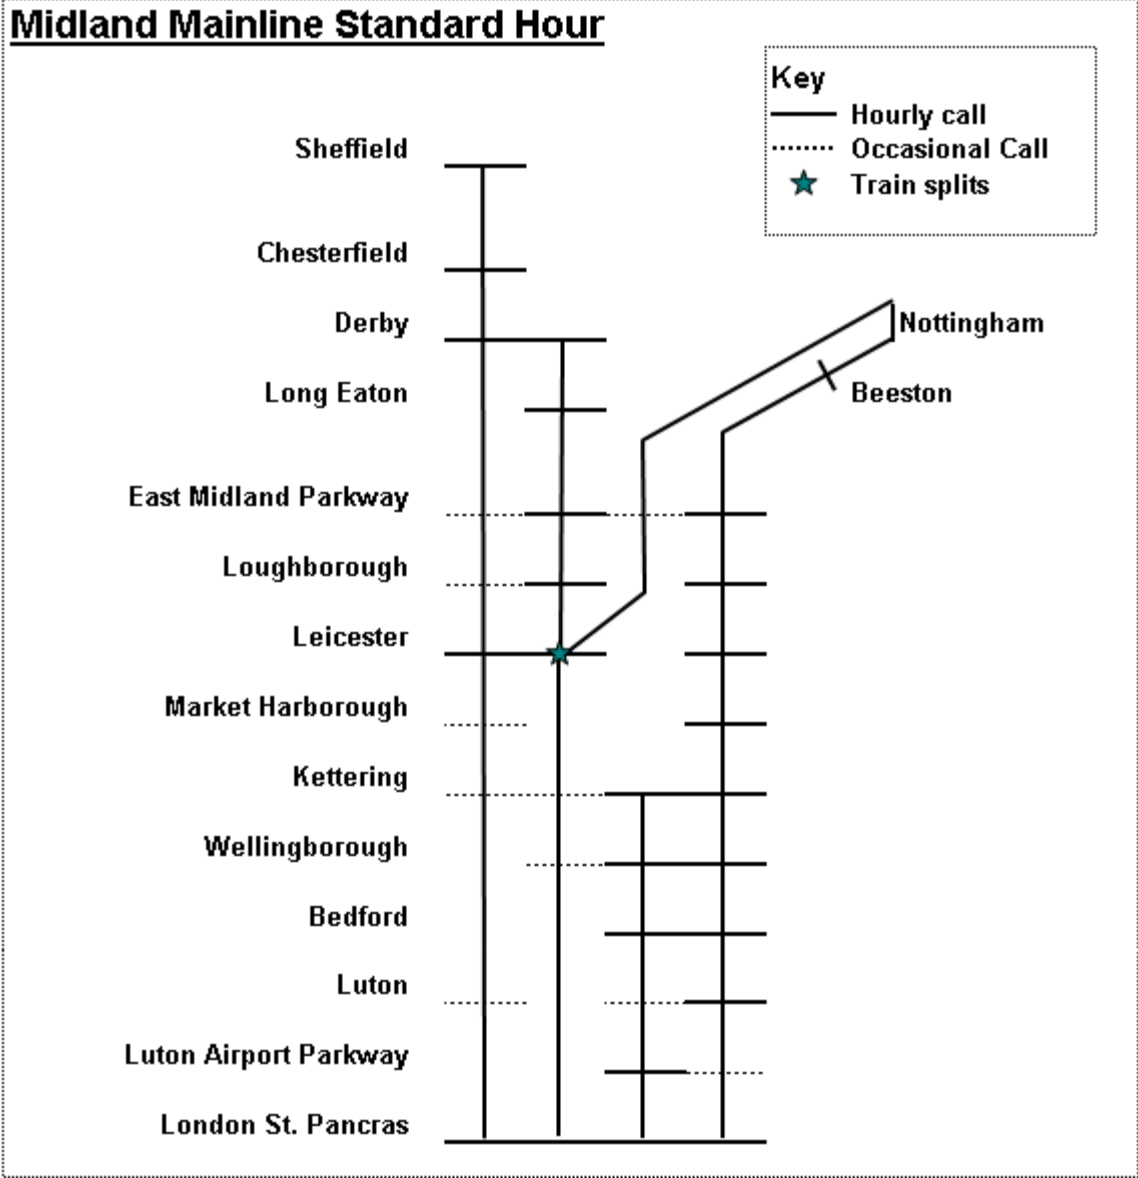 Midland Mainline Standard Hour
Key
Hourly call
Occasional Call
Train splits
Sheffield
Chesterfield
Derby
Nottingham
Long Eaton
Beeston
East Midland Parkway
Loughborough
Leicester
Market Harborough
Kettering
Wellingborough
Bedford
Luton
Luton Airport Parkway
London St. Pancras